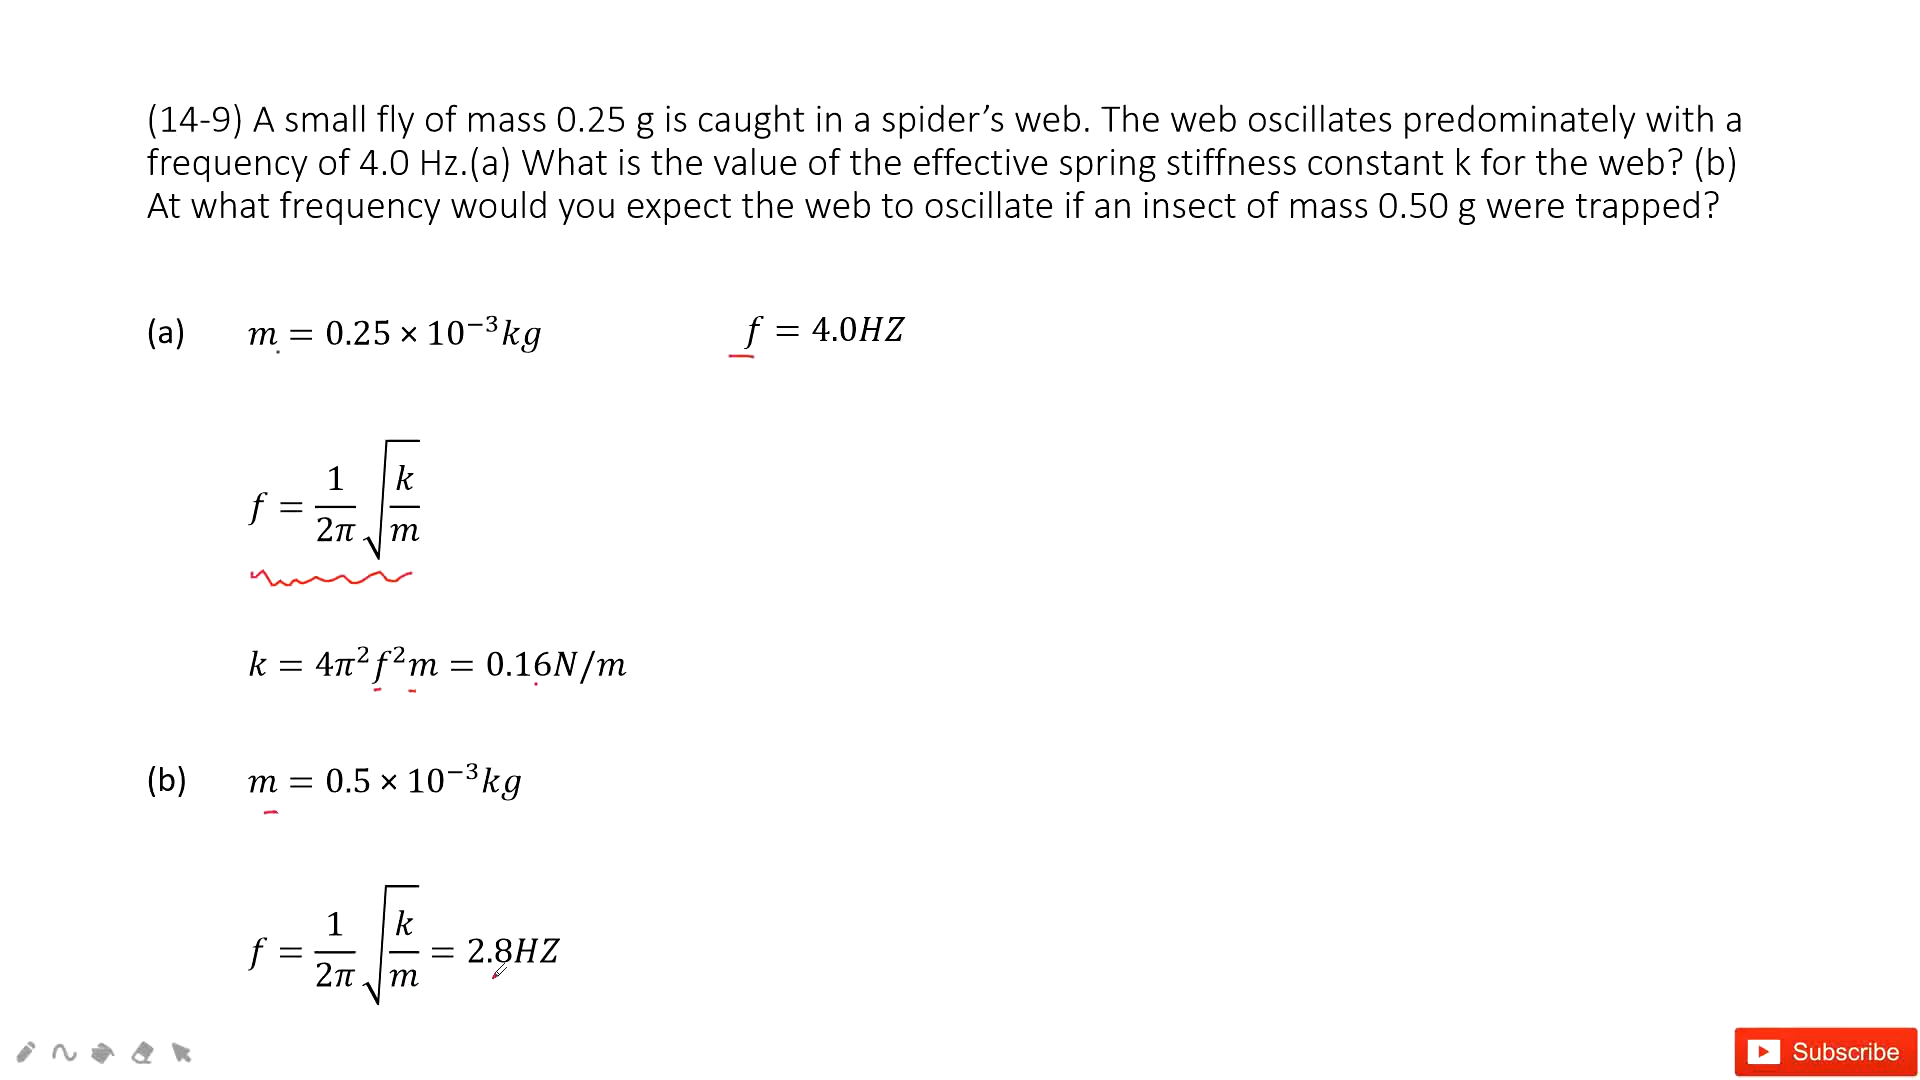 (14-9) A small fly of mass 0.25 g is caught in a spider’s web. The web oscillates predominately with a
frequency of 4.0 Hz.(a) What is the value of the effective spring stiffness constant k for the web? (b)
At what frequency would you expect the web to oscillate if an insect of mass 0.50 g were trapped?
(a) m = 0.25 × 10⁻³kg f = 4.0HZ
f = 1/2π √k/m
k = 4π²f²m = 0.16N/m
(b) m = 0.5 × 10⁻³kg
f = 1/2π √k/m = 2.8HZ
Subscribe